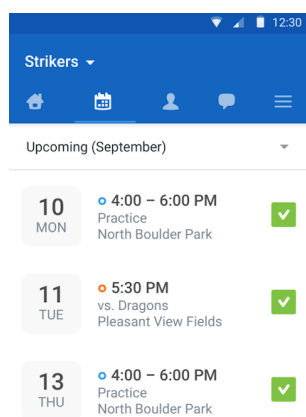 12:30
Strikers
Upcoming (September)
10
MON
4:00 – 6:00 PM
Practice
North Boulder Park
11
TUE
5:30 PM
vs. Dragons
Pleasant View Fields
13
THU
4:00 – 6:00 PM
Practice
North Boulder Park